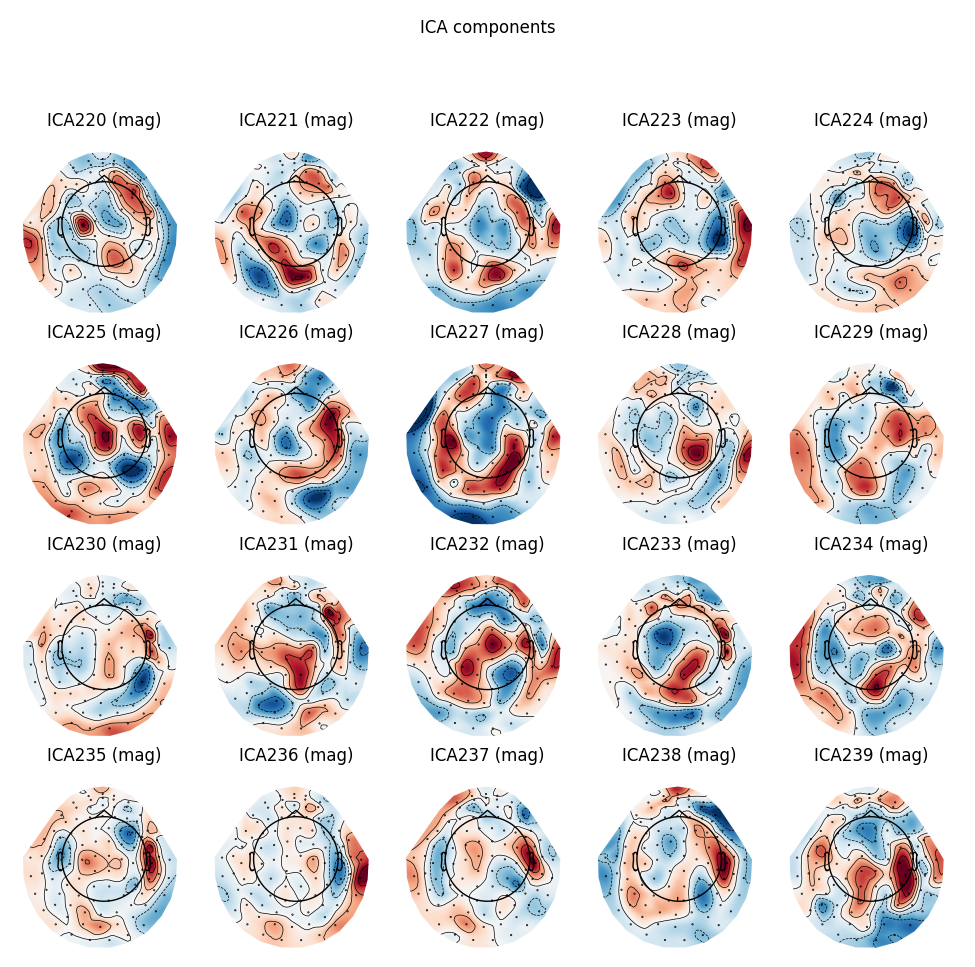 ICA components
ICA220 (mag) ICA221 (mag) ICA222 (mag) ICA223 (mag) ICA224 (mag)
ICA225 (mag) ICA226 (mag) ICA227 (mag) ICA228 (mag) ICA229 (mag)
ICA230 (mag) ICA231 (mag) ICA232 (mag) ICA233 (mag) ICA234 (mag)
ICA235 (mag) ICA236 (mag) ICA237 (mag) ICA238 (mag) ICA239 (mag)